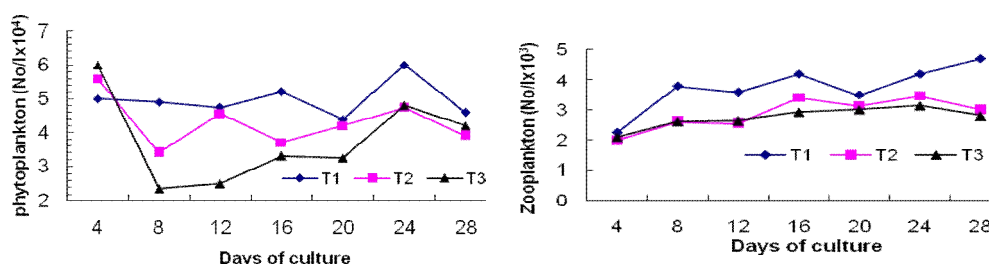 phytoplankton (No/lx10⁴)
7
6
5
4
3
2
T1 T2 T3
4 8 12 16 20 24 28
Days of culture
Zooplankton (No/lx10³)
5
4
3
2
1
0
T1 T2 T3
4 8 12 16 20 24 28
Days of culture